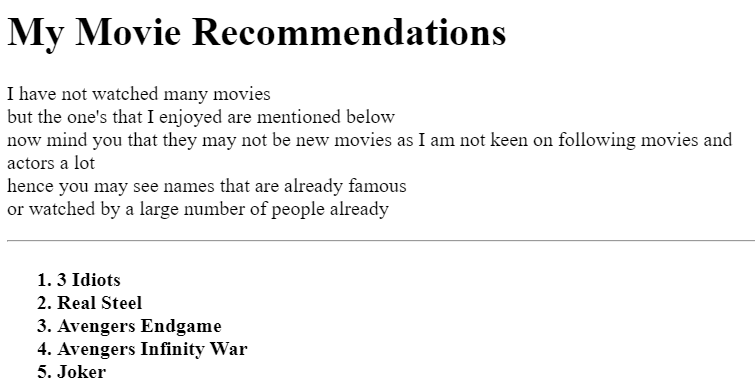 My Movie Recommendations
I have not watched many movies
but the one's that I enjoyed are mentioned below
now mind you that they may not be new movies as I am not keen on following movies and
actors a lot
hence you may see names that are already famous
or watched by a large number of people already
1. 3 Idiots
2. Real Steel
3. Avengers Endgame
4. Avengers Infinity War
5. Joker